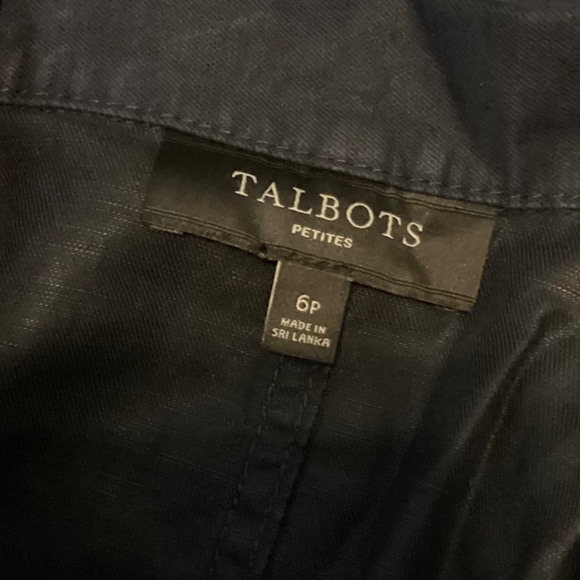 TALBOTS
PETITES
6P
MADE IN
SRI LANKA